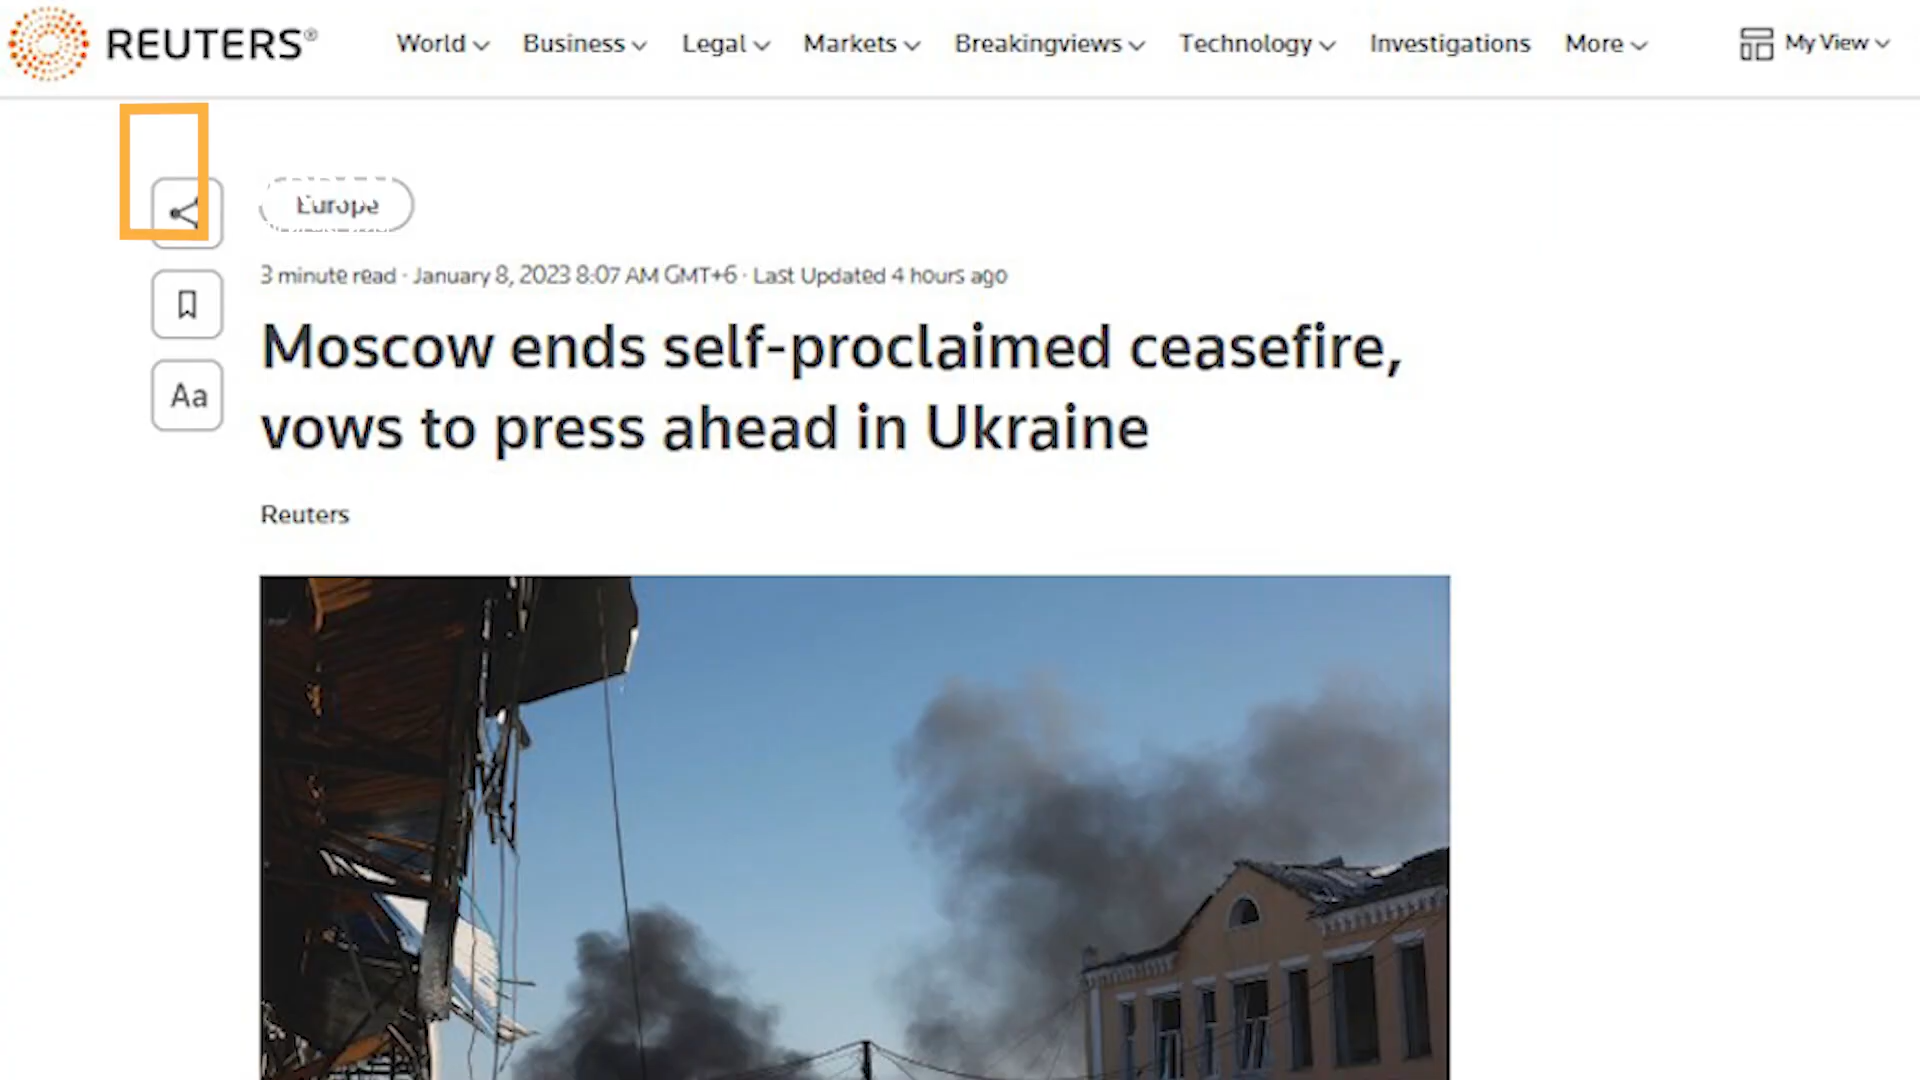 REUTERS®
World
Business
Legal
Markets
Breakingviews
Technology
Investigations
More
My View
Europe
3 minute read · January 8, 2023 8:07 AM GMT+6 · Last Updated 4 hours ago
Aa
Moscow ends self-proclaimed ceasefire,
vows to press ahead in Ukraine
Reuters